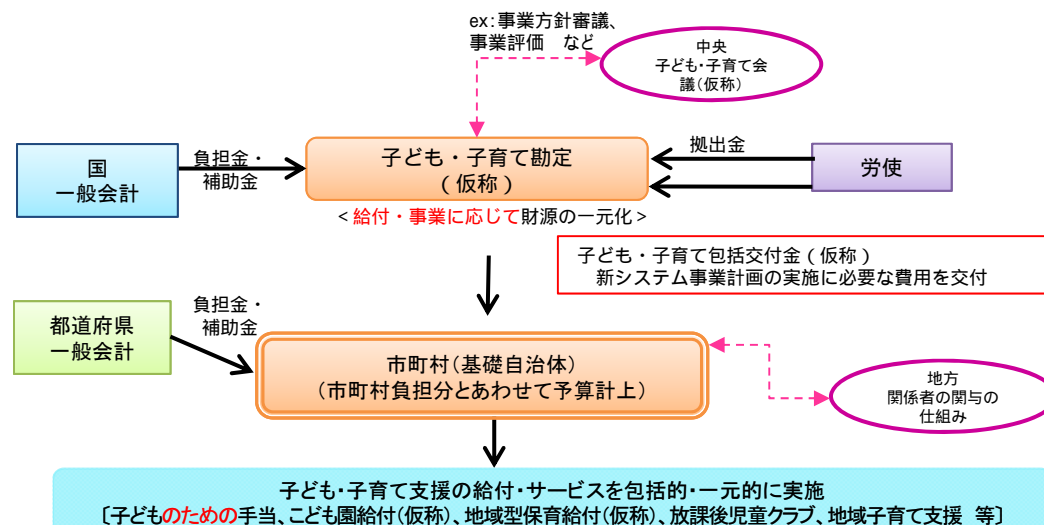 ex:事業方針審議、
事業評価　など
中央
子ども・子育て会
議(仮称)
国
一般会計
負担金・
補助金
子ども・子育て勘定
(仮称)
拠出金
労使
<給付・事業に応じて財源の一元化>
子ども・子育て包括交付金(仮称)
新システム事業計画の実施に必要な費用を交付
都道府県
一般会計
負担金・
補助金
市町村(基礎自治体)
(市町村負担分とあわせて予算計上)
地方
関係者の関与の
仕組み
子ども・子育て支援の給付・サービスを包括的・一元的に実施
〔子どものための手当、こども園給付(仮称)、地域型保育給付(仮称)、放課後児童クラブ、地域子育て支援 等〕